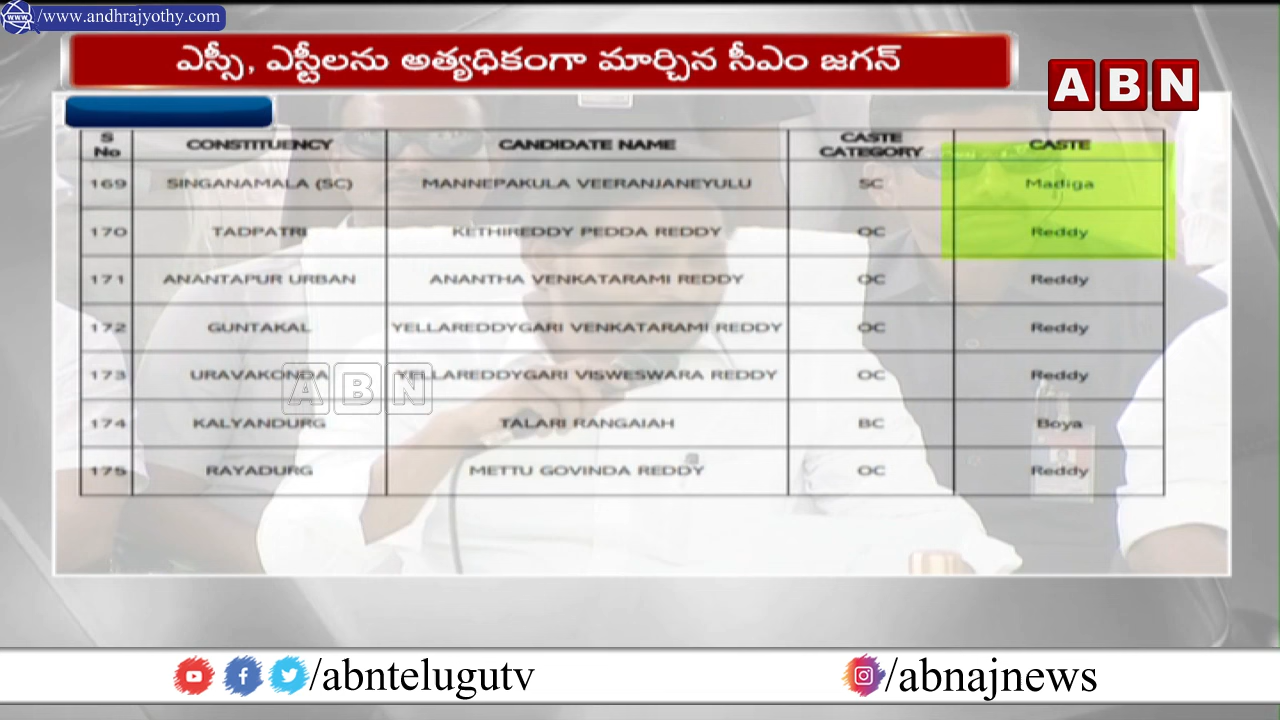 www./www.andhrajyothy.com
ఎస్సీ, ఎస్టీలను అత్యధికంగా మార్చిన సీఎం జగన్
ABN
S No CONSTITUENCY CANDIDATE NAME CASTE CATEGORY CASTE
169 SINGANAMALA (SC) MANNEPAKULA VEERANJANEYULU SC Madiga
170 TADPATRI KETHIREDDY PEDDA REDDY OC Reddy
171 ANANTAPUR URBAN ANANTHA VENKATARAMI REDDY OC Reddy
172 GUNTAKAL YELLAREDDYGARI VENKATARAMI REDDY OC Reddy
173 URAVAKONDA YELLAREDDYGARI VISWESWARA REDDY OC Reddy
ABN
174 KALYANDURG TALARI RANGAIAH BC Boya
175 RAYADURG METTU GOVINDA REDDY OC Reddy
/abntelugutv /abnajnews